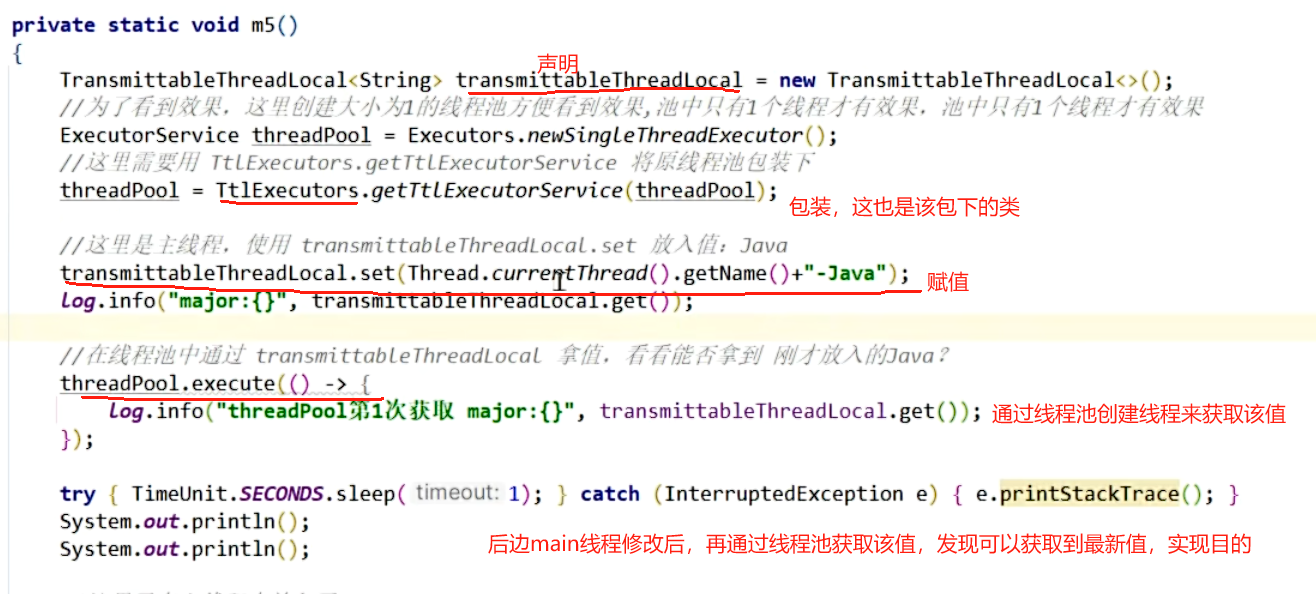 private static void m5()
{
声明
TransmittableThreadLocal<String> transmittableThreadLocal = new TransmittableThreadLocal<>();
//为了看到效果，这里创建大小为1的线程池方便看到效果,池中只有1个线程才有效果，池中只有1个线程才有效果
ExecutorService threadPool = Executors.newSingleThreadExecutor();
//这里需要用 TtlExecutors.getTtlExecutorService 将原线程池包装下
threadPool = TtlExecutors.getTtlExecutorService(threadPool);
包装，这也是该包下的类
//这里是主线程，使用 transmittableThreadLocal.set 放入值：Java
transmittableThreadLocal.set(Thread.currentThread().getName()+"-Java");
赋值
log.info("major:{}", transmittableThreadLocal.get());
//在线程池中通过 transmittableThreadLocal 拿值，看看能否拿到 刚才放入的Java？
threadPool.execute(() -> {
log.info("threadPool第1次获取 major:{}", transmittableThreadLocal.get());
通过线程池创建线程来获取该值
});
try { TimeUnit.SECONDS.sleep( timeout: 1); } catch (InterruptedException e) { e.printStackTrace(); }
System.out.println();
后边main线程修改后，再通过线程池获取该值，发现可以获取到最新值，实现目的
System.out.println();